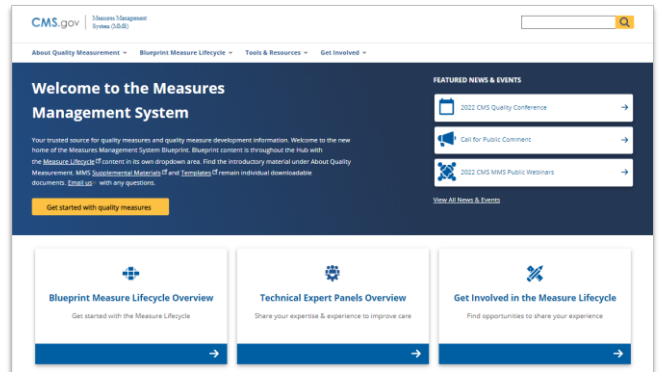 CMS.gov
Measures Management
System (MMS)
About Quality Measurement
Blueprint Measure Lifecycle
Tools & Resources
Get Involved
Welcome to the Measures
Management System
Your trusted source for quality measures and quality measure development information. Welcome to the new
home of the Measures Management System Blueprint. Blueprint content is throughout the Hub with
the Measure Lifecycle content in its own dropdown area. Find the introductory material under About Quality
Measurement. MMS Supplemental Materials and Templates remain individual downloadable
documents. Email us with any questions.
Get started with quality measures
FEATURED NEWS & EVENTS
2022 CMS Quality Conference
Call for Public Comment
2022 CMS MMS Public Webinars
View All News & Events
Blueprint Measure Lifecycle Overview
Get started with the Measure Lifecycle
Technical Expert Panels Overview
Share your expertise & experience to improve care
Get Involved in the Measure Lifecycle
Find opportunities to share your experience